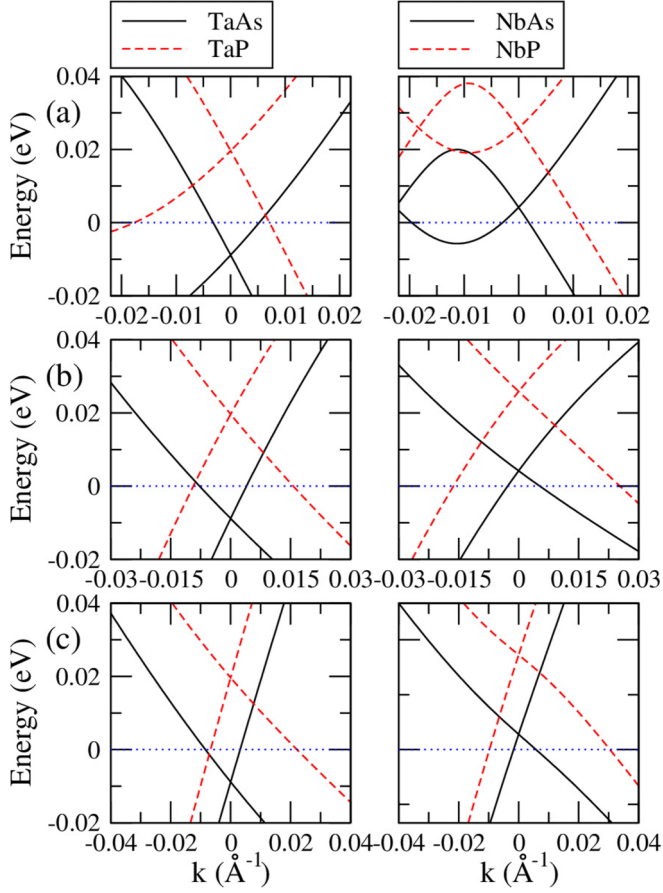 TaAs NbAs
TaP NbP
(a)
Energy (eV)
0.04
0.02
0
-0.02
-0.02 -0.01 0 0.01 0.02 -0.02 -0.01 0 0.01 0.02
(b)
Energy (eV)
0.04
0.02
0
-0.02
-0.03 -0.015 0 0.015 0.03 -0.03 -0.015 0 0.015 0.03
(c)
Energy (eV)
0.04
0.02
0
-0.02
-0.04 -0.02 0 0.02 0.04 -0.04 -0.02 0 0.02 0.04
k (Å⁻¹) k (Å⁻¹)